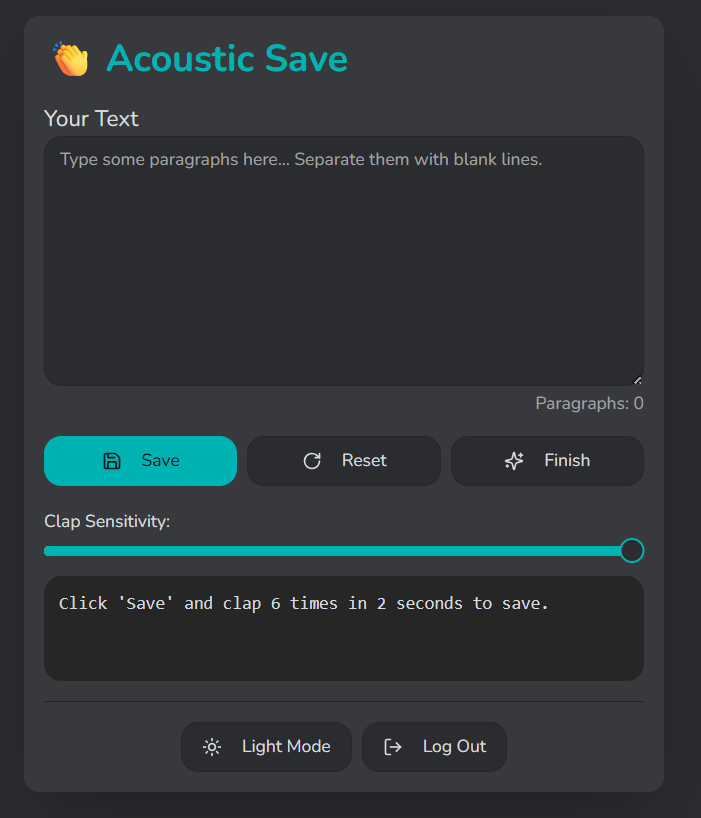 👏 Acoustic Save
Your Text
Type some paragraphs here... Separate them with blank lines.
Paragraphs: 0
Save
Reset
Finish
Clap Sensitivity:
Click 'Save' and clap 6 times in 2 seconds to save.
Light Mode
Log Out